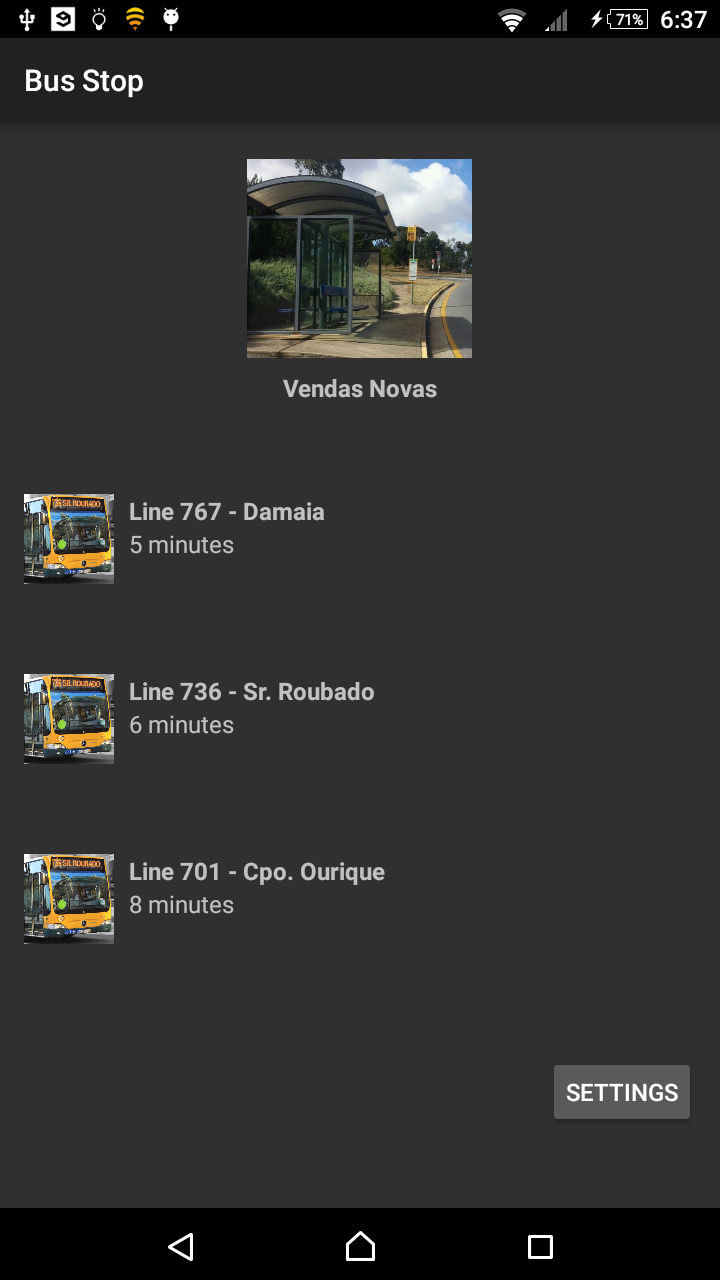 71%
6:37
Bus Stop
Vendas Novas
736 SR. ROUBADO
Line 767 - Damaia
5 minutes
736 SR. ROUBADO
Line 736 - Sr. Roubado
6 minutes
736 SR. ROUBADO
Line 701 - Cpo. Ourique
8 minutes
SETTINGS